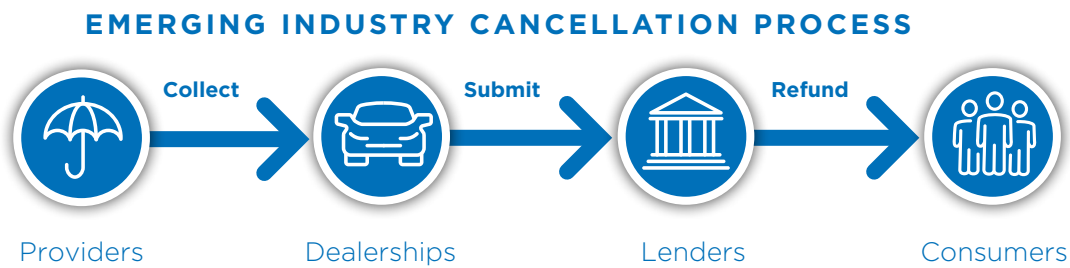 EMERGING INDUSTRY CANCELLATION PROCESS
Collect Submit Refund
Providers Dealerships Lenders Consumers